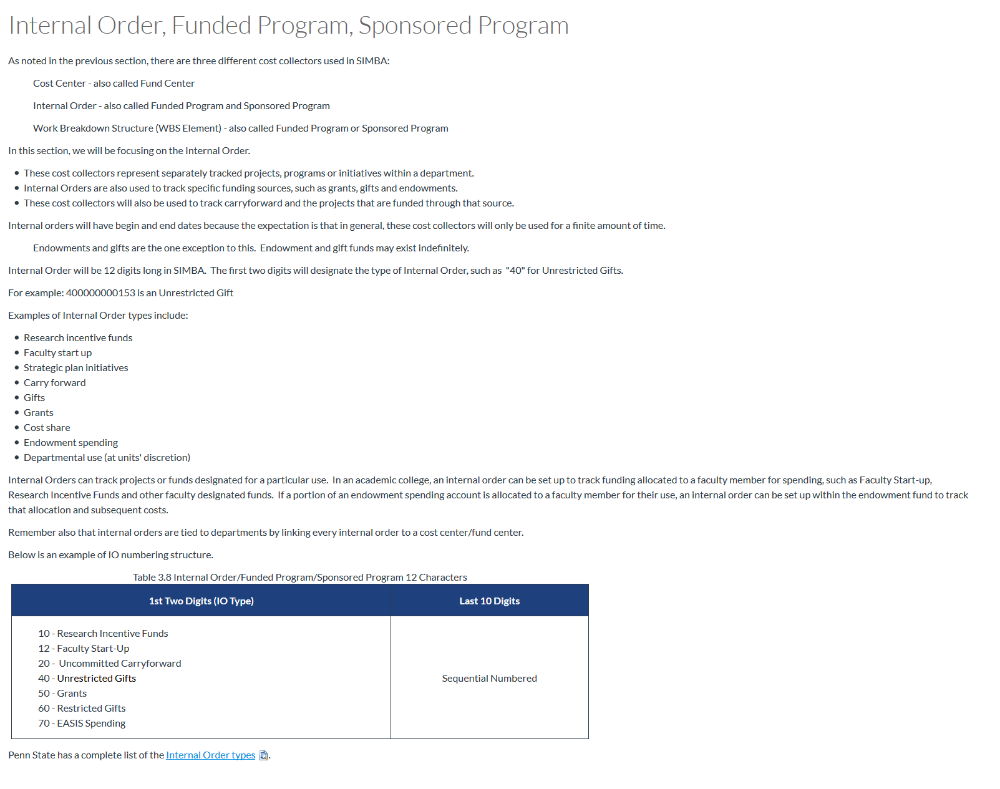 Internal Order, Funded Program, Sponsored Program
As noted in the previous section, there are three different cost collectors used in SIMBA:
Cost Center - also called Fund Center
Internal Order - also called Funded Program and Sponsored Program
Work Breakdown Structure (WBS Element) - also called Funded Program or Sponsored Program
In this section, we will be focusing on the Internal Order.
• These cost collectors represent separately tracked projects, programs or initiatives within a department.
• Internal Orders are also used to track specific funding sources, such as grants, gifts and endowments.
• These cost collectors will also be used to track carryforward and the projects that are funded through that source.
Internal orders will have begin and end dates because the expectation is that in general, these cost collectors will only be used for a finite amount of time.
Endowments and gifts are the one exception to this.  Endowment and gift funds may exist indefinitely.
Internal Order will be 12 digits long in SIMBA.  The first two digits will designate the type of Internal Order, such as  "40" for Unrestricted Gifts.
For example: 400000000153 is an Unrestricted Gift
Examples of Internal Order types include:
• Research incentive funds
• Faculty start up
• Strategic plan initiatives
• Carry forward
• Gifts
• Grants
• Cost share
• Endowment spending
• Departmental use (at units' discretion)
Internal Orders can track projects or funds designated for a particular use.  In an academic college, an internal order can be set up to track funding allocated to a faculty member for spending, such as Faculty Start-up,
Research Incentive Funds and other faculty designated funds.  If a portion of an endowment spending account is allocated to a faculty member for their use, an internal order can be set up within the endowment fund to track
that allocation and subsequent costs.
Remember also that internal orders are tied to departments by linking every internal order to a cost center/fund center.
Below is an example of IO numbering structure.
Table 3.8 Internal Order/Funded Program/Sponsored Program 12 Characters
1st Two Digits (IO Type)
Last 10 Digits
10 - Research Incentive Funds
12 - Faculty Start-Up
20 -  Uncommitted Carryforward
40 - Unrestricted Gifts
50 - Grants
60 - Restricted Gifts
70 - EASIS Spending
Sequential Numbered
Penn State has a complete list of the Internal Order types.